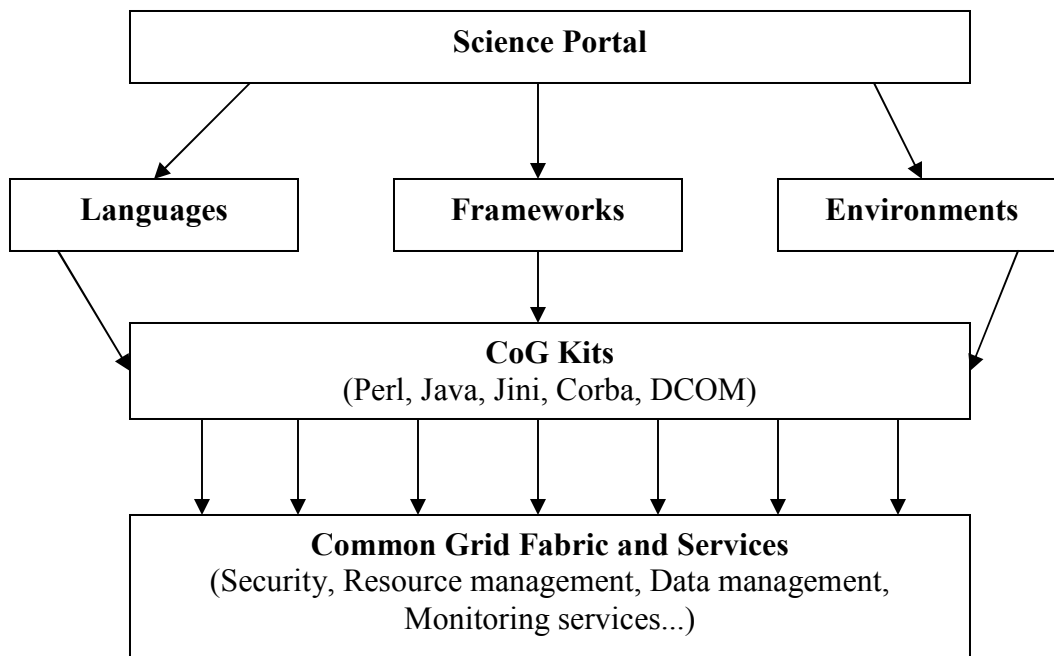 Science Portal
Languages
Frameworks
Environments
CoG Kits
(Perl, Java, Jini, Corba, DCOM)
Common Grid Fabric and Services
(Security, Resource management, Data management,
Monitoring services...)